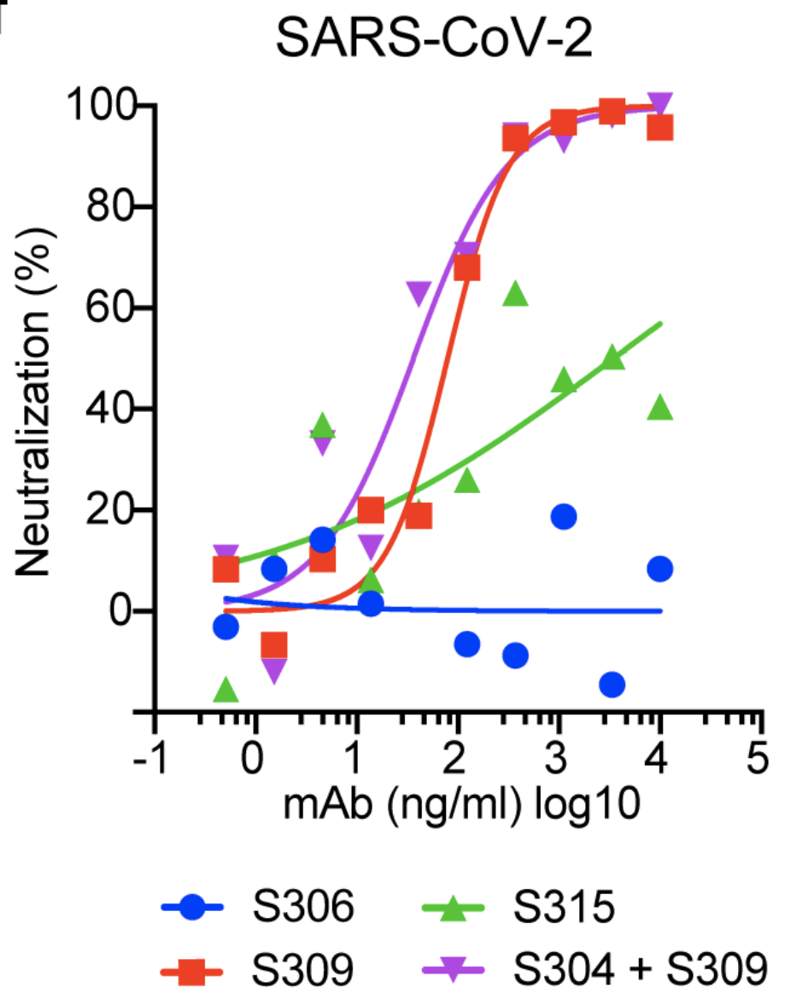 SARS-CoV-2
100
80
60
40
20
0
Neutralization (%)
-1 0 1 2 3 4 5
mAb (ng/ml) log10
S306 S315
S309 S304 + S309